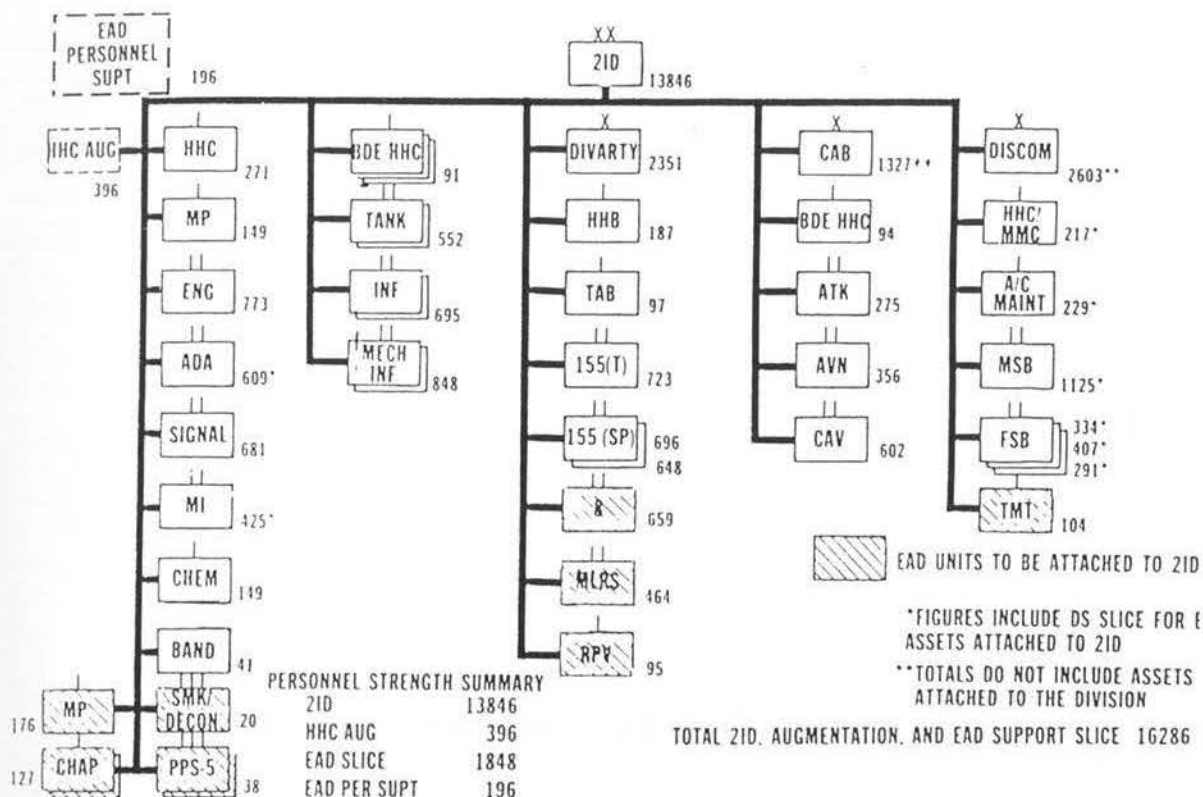 EAD
PERSONNEL
SUPT
196
XX
2ID
13846
HHC AUG
396
HHC
271
MP
149
ENG
773
ADA
609*
SIGNAL
681
MI
425*
CHEM
149
BAND
41
MP
176
SMK/
DECON
20
CHAP
127
PPS-5
38
BDE HHC
91
TANK
552
INF
695
MECH
INF
848
X
DIVARTY
2351
HHB
187
TAB
97
155(T)
723
155 (SP)
696
648
8
659
MLRS
464
RPV
95
X
CAB
1327**
BDE HHC
94
ATK
275
AVN
356
CAV
602
X
DISCOM
2603**
HHC/
MMC
217*
A/C
MAINT
229*
MSB
1125*
FSB
334*
407*
291*
TMT
104
EAD UNITS TO BE ATTACHED TO 2ID
*FIGURES INCLUDE DS SLICE FOR E
ASSETS ATTACHED TO 2ID
**TOTALS DO NOT INCLUDE ASSETS
ATTACHED TO THE DIVISION
PERSONNEL STRENGTH SUMMARY
2ID 13846
HHC AUG 396
EAD SLICE 1848
EAD PER SUPT 196
TOTAL 2ID, AUGMENTATION, AND EAD SUPPORT SLICE 16286